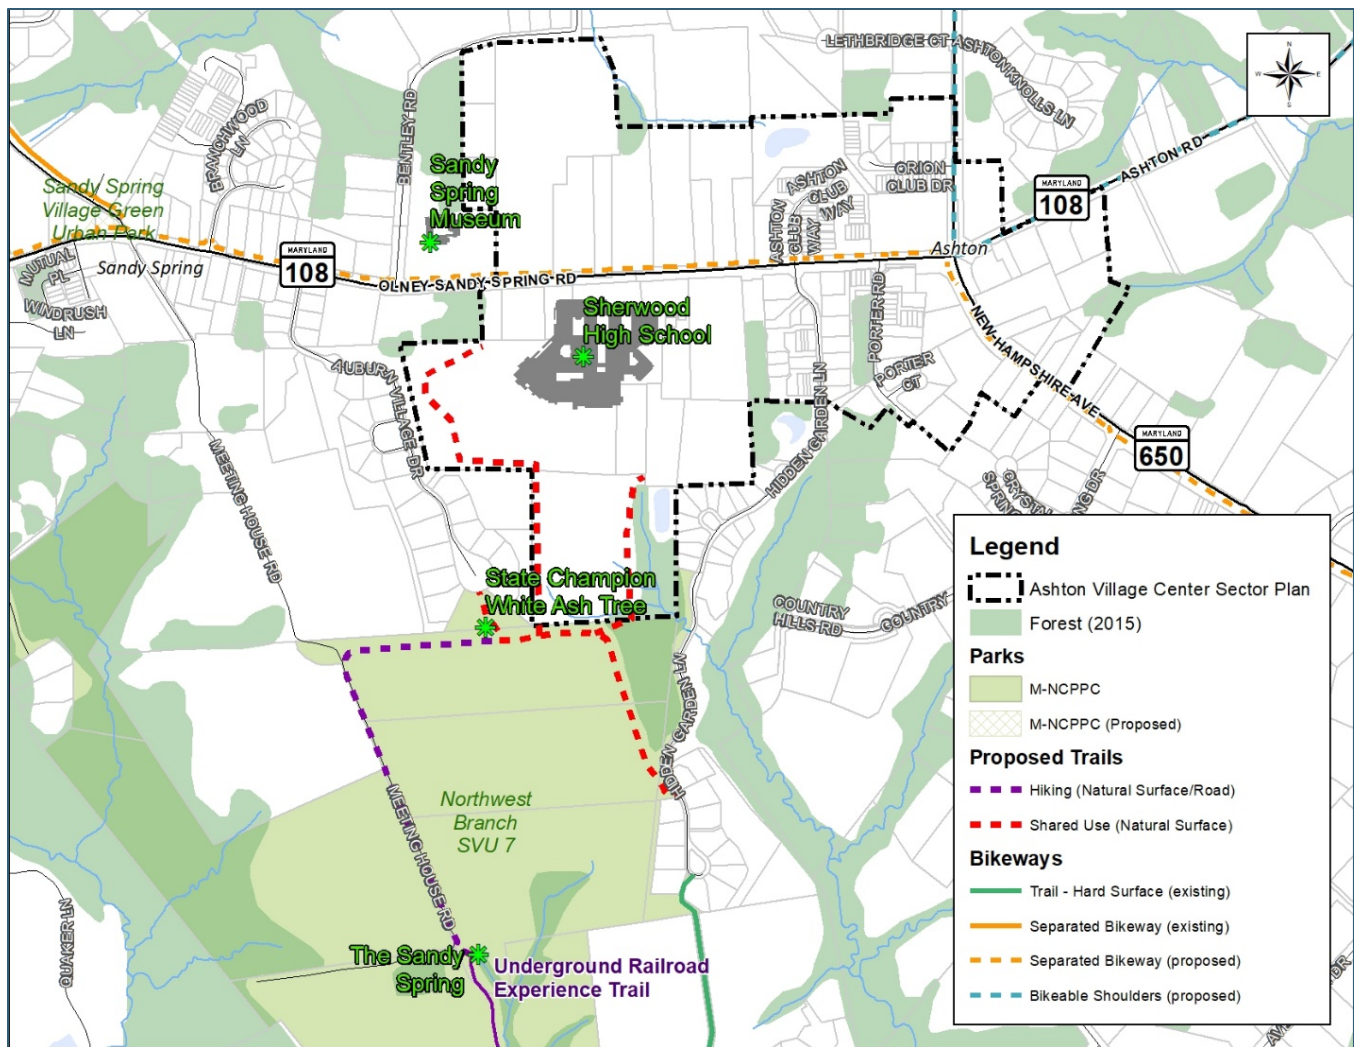 LETHBRIDGE CT
ASHTON KNOLLS LN
N
W
E
S
BRANCHWOOD
LN
BENTLEY RD
Sandy
Spring
Museum
ASHTON
CLUB
WAY
ASHTON
CLUB
WAY
ORION
CLUB DR
MARYLAND
108
ASHTON RD
Sandy Spring
Village Green
Urban Park
MUTUAL
PL
Sandy Spring
MARYLAND
108
OLNEY SANDY SPRING RD
Ashton
WINDRUSH
LN
Sherwood
High School
PORTER RD
PORTER
CT
NEW HAMPSHIRE AVE
AUBURN VILLAGE DR
HIDDEN GARDEN LN
MARYLAND
650
MEETING HOUSE RD
State Champion
White Ash Tree
COUNTRY
HILLS RD
COUNTRY
HIDDEN GARDEN LN
MEETING HOUSE RD
Northwest
Branch
SVU 7
QUAKER LN
The Sandy
Spring
Underground Railroad
Experience Trail
Legend
Ashton Village Center Sector Plan
Forest (2015)
Parks
M-NCPPC
M-NCPPC (Proposed)
Proposed Trails
Hiking (Natural Surface/Road)
Shared Use (Natural Surface)
Bikeways
Trail - Hard Surface (existing)
Separated Bikeway (existing)
Separated Bikeway (proposed)
Bikeable Shoulders (proposed)